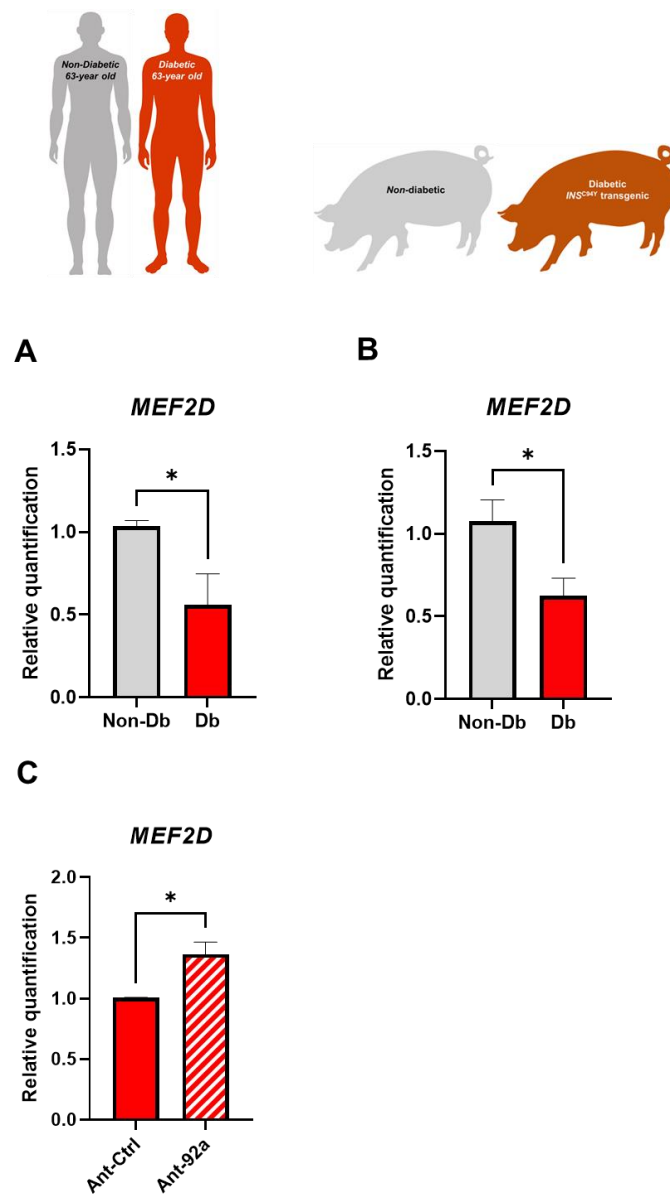 Non-Diabetic
63-year old
Diabetic
63-year old
Non-diabetic
Diabetic
INSC94Y transgenic
A
MEF2D
Relative quantification
1.5
1.0
0.5
0.0
*
Non-Db
Db
B
MEF2D
Relative quantification
1.5
1.0
0.5
0.0
*
Non-Db
Db
C
MEF2D
Relative quantification
2.0
1.5
1.0
0.5
0.0
*
Ant-Ctrl
Ant-92a